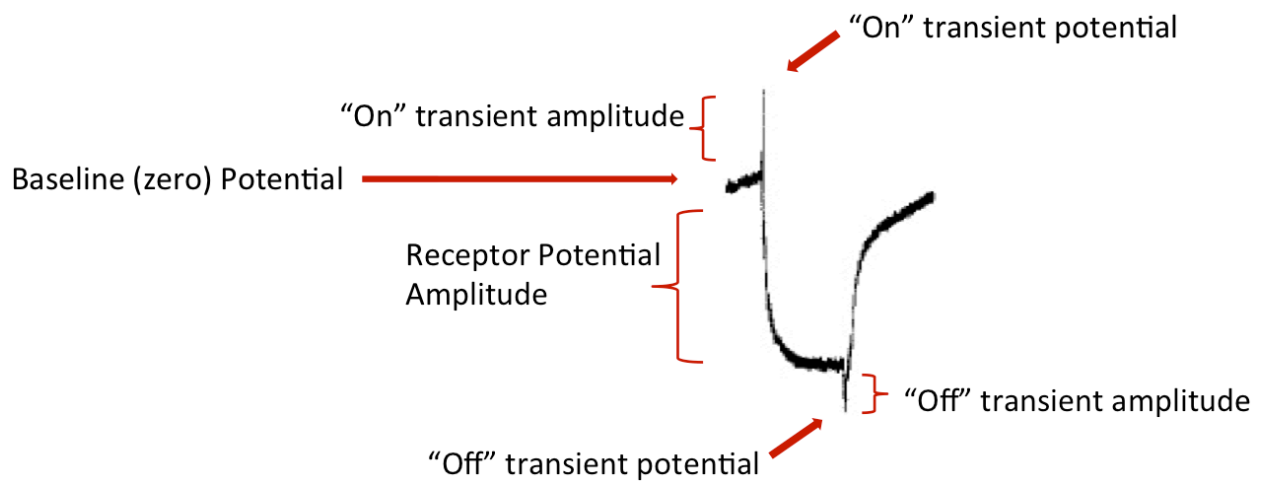 “On” transient potential
“On” transient amplitude
Baseline (zero) Potential
Receptor Potential
Amplitude
“Off” transient amplitude
“Off” transient potential